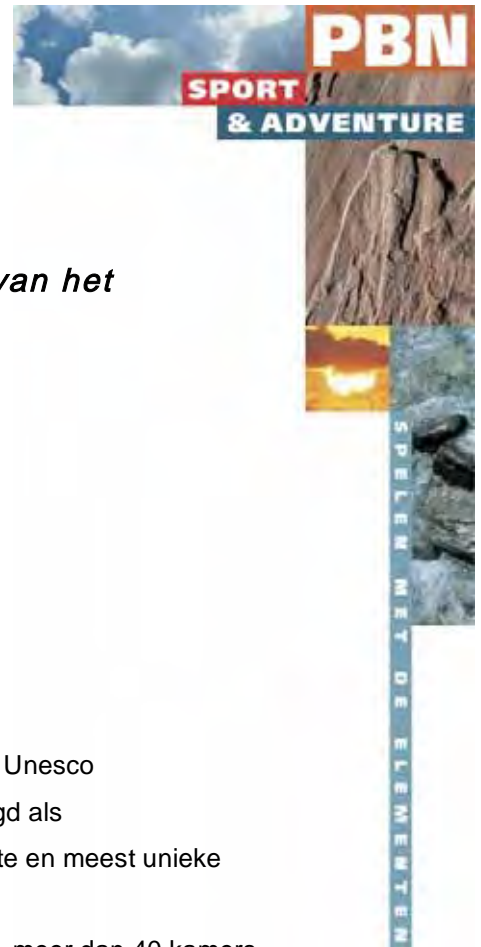 PBN
SPORT
& ADVENTURE
van het
SPELEN MET DE ELEMENTEN
Unesco
gd als
te en meest unieke
meer dan 40 kamers